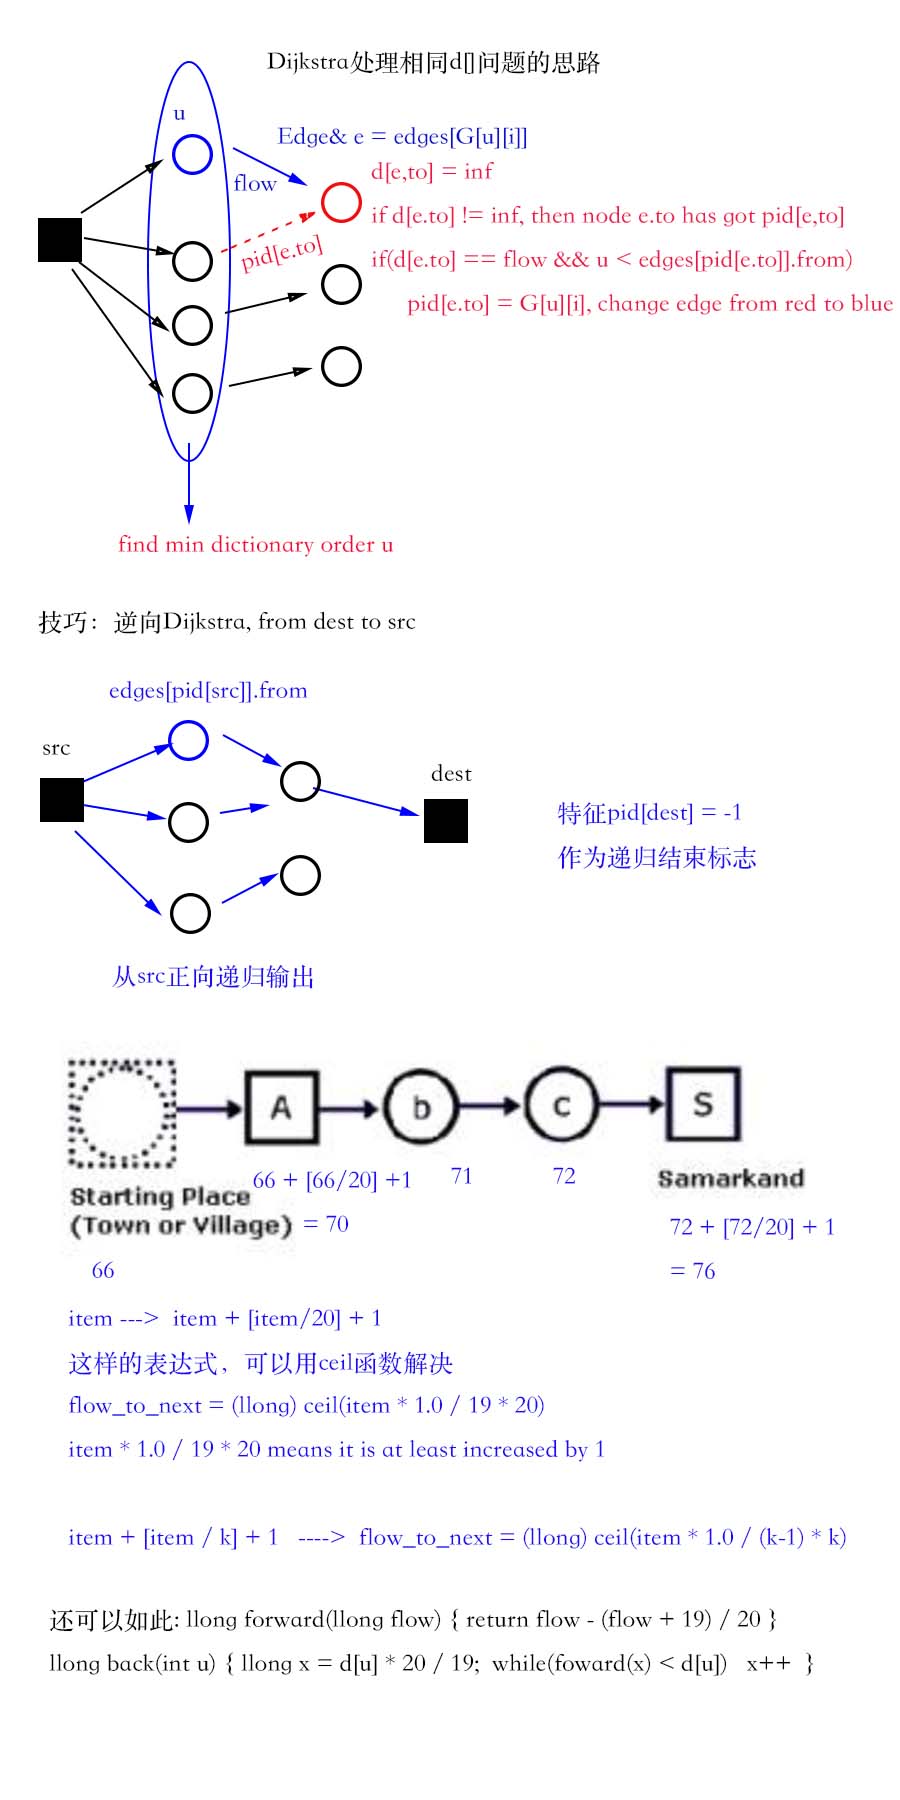 Dijkstra处理相同d[]问题的思路
u
Edge& e = edges[G[u][i]]
flow
d[e,to] = inf
if d[e.to] != inf, then node e.to has got pid[e,to]
pid[e.to]
if(d[e.to] == flow && u < edges[pid[e.to]].from)
pid[e.to] = G[u][i], change edge from red to blue
find min dictionary order u
技巧：逆向Dijkstra, from dest to src
edges[pid[src]].from
src
dest
特征pid[dest] = -1
作为递归结束标志
从src正向递归输出
A
b
c
S
Starting Place
(Town or Village)
66 + [66/20] +1
= 70
71
72
Samarkand
72 + [72/20] + 1
= 76
66
item ---> item + [item/20] + 1
这样的表达式，可以用ceil函数解决
flow_to_next = (llong) ceil(item * 1.0 / 19 * 20)
item * 1.0 / 19 * 20 means it is at least increased by 1
item + [item / k] + 1 ----> flow_to_next = (llong) ceil(item * 1.0 / (k-1) * k)
还可以如此: llong forward(llong flow) { return flow - (flow + 19) / 20 }
llong back(int u) { llong x = d[u] * 20 / 19; while(foward(x) < d[u]) x++ }